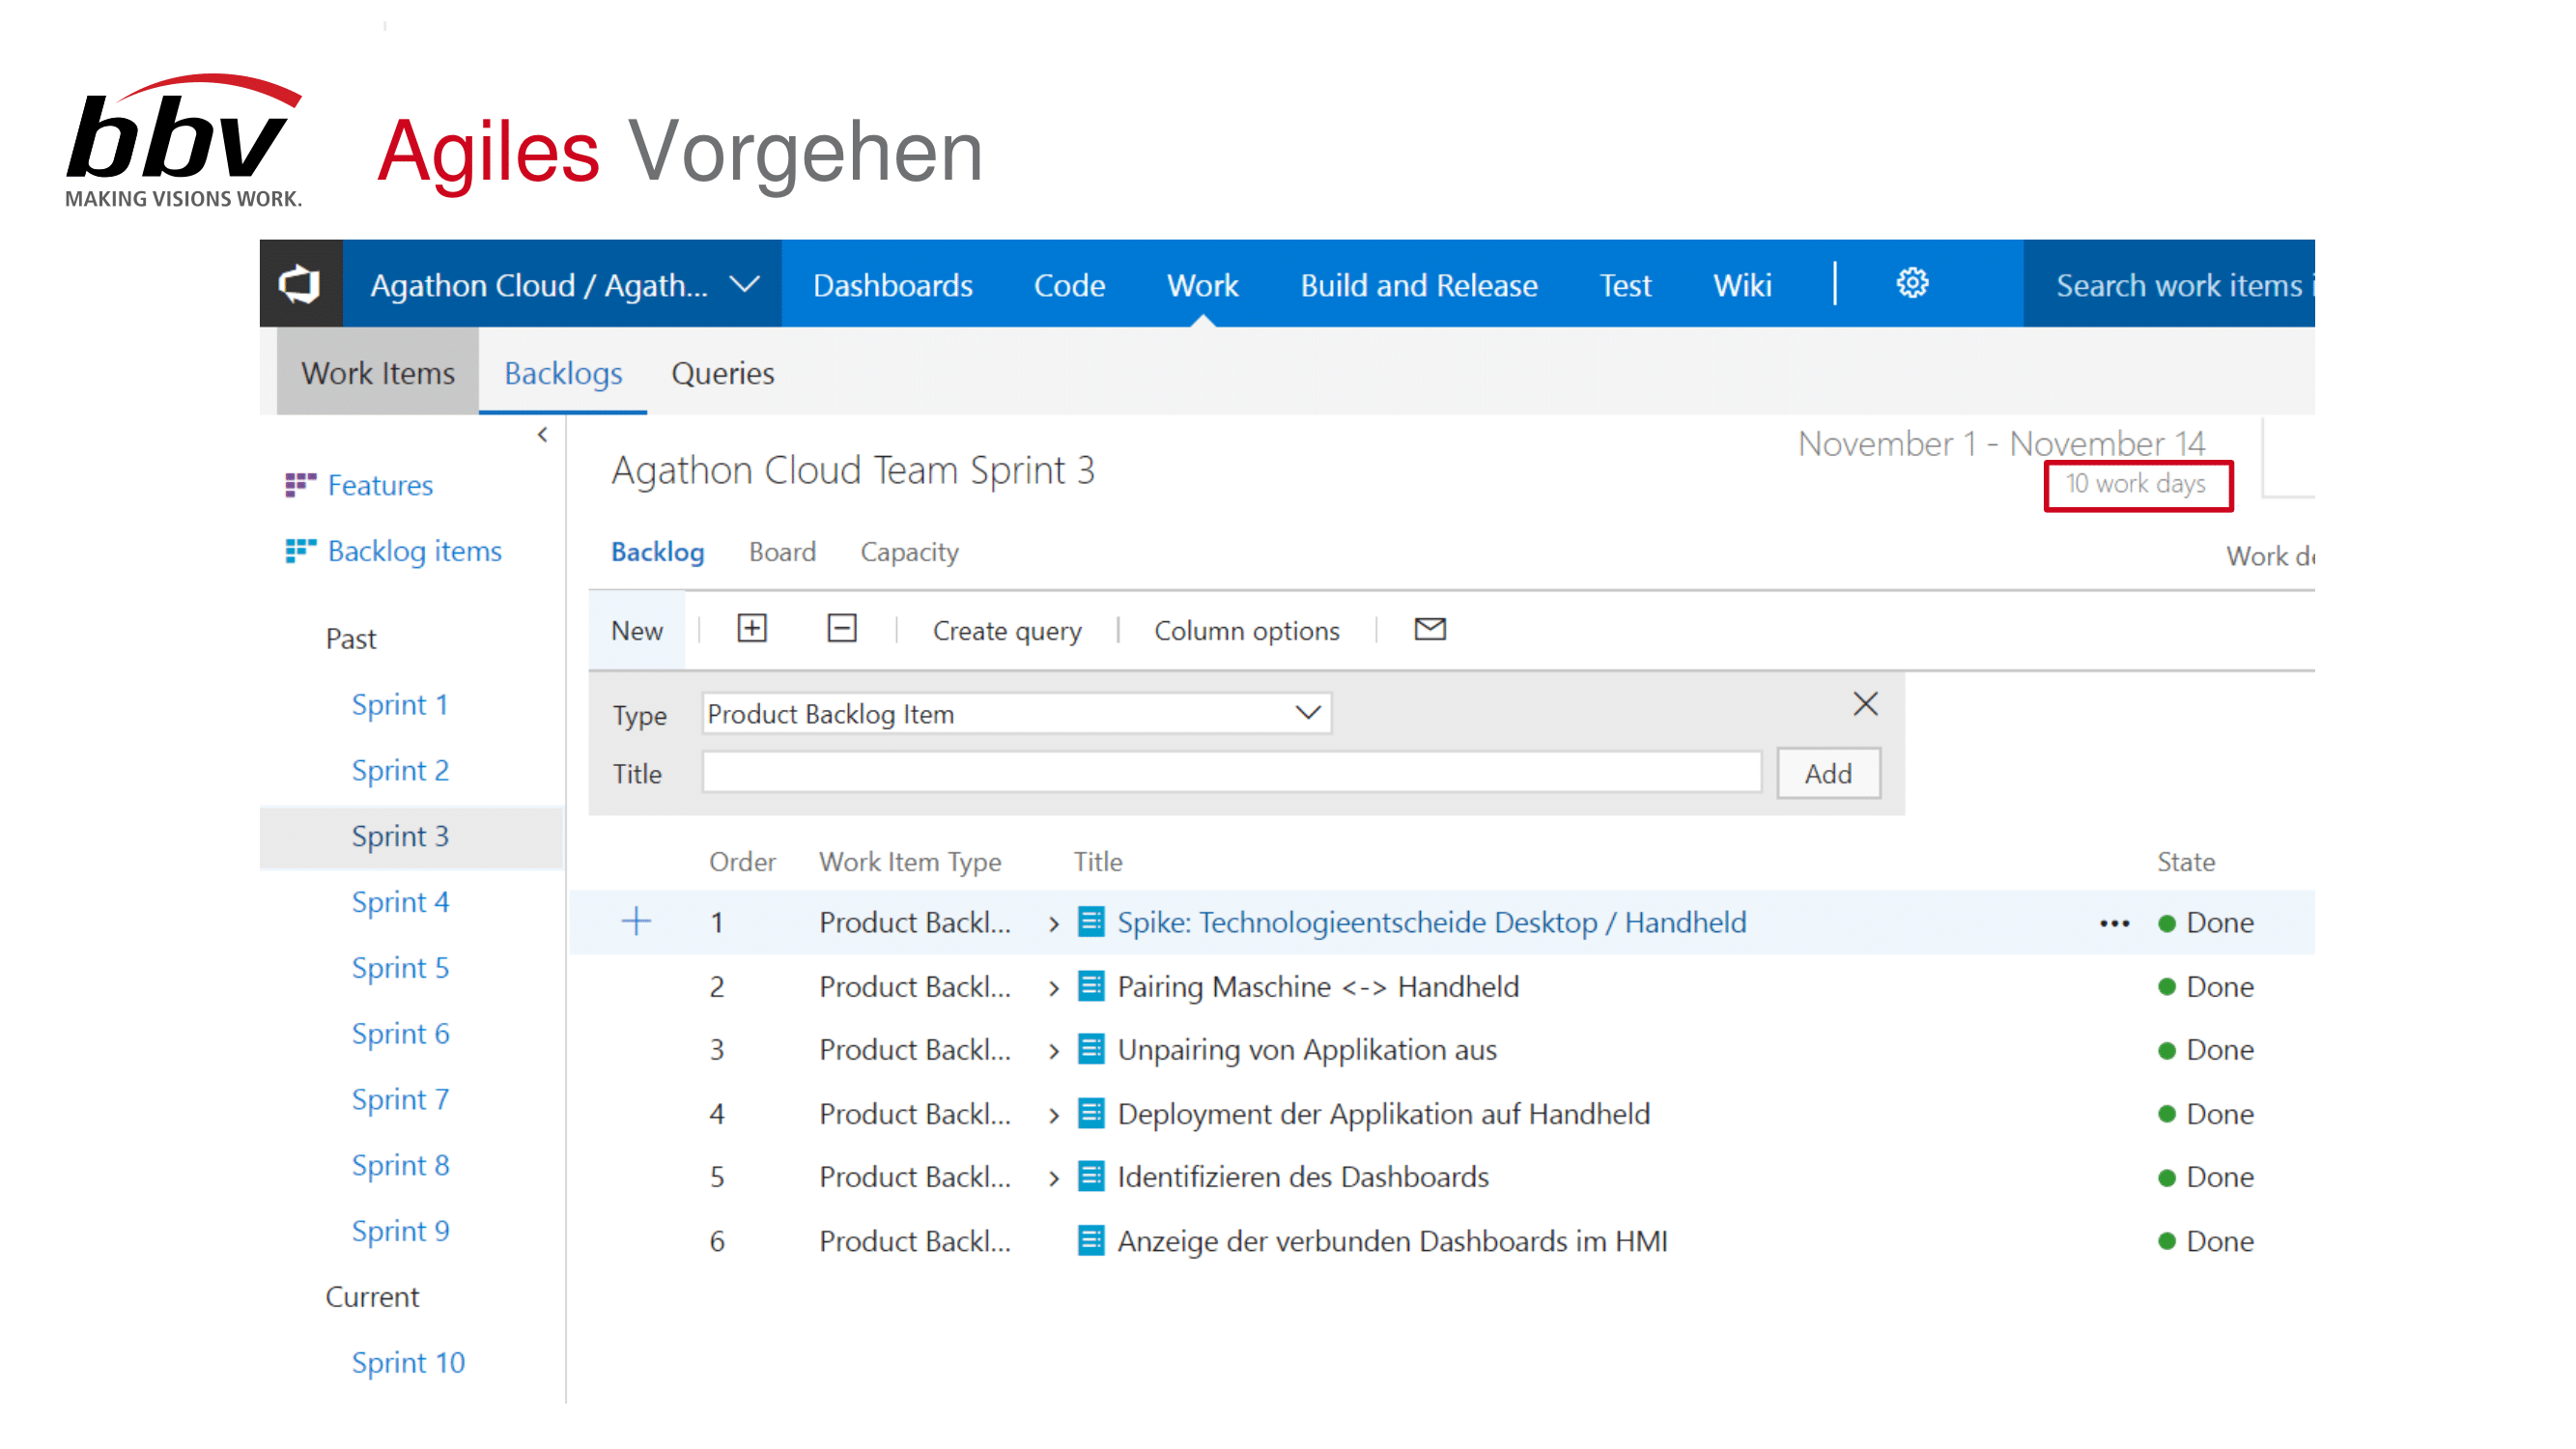 bbv
MAKING VISIONS WORK.
Agiles Vorgehen
Agathon Cloud / Agath... Dashboards Code Work Build and Release Test Wiki Search work items
Work Items Backlogs Queries
November 1 - November 14
Agathon Cloud Team Sprint 3
10 work days
Features
Backlog items
Backlog Board Capacity
Work
New Create query Column options
Past
Type Product Backlog Item
Sprint 1
Title Add
Sprint 2
Sprint 3
Order Work Item Type Title State
Sprint 4
1 Product Backl... Spike: Technologieentscheide Desktop / Handheld ... Done
Sprint 5
2 Product Backl... Pairing Maschine <-> Handheld Done
Sprint 6
3 Product Backl... Unpairing von Applikation aus Done
Sprint 7
4 Product Backl... Deployment der Applikation auf Handheld Done
Sprint 8
5 Product Backl... Identifizieren des Dashboards Done
Sprint 9
6 Product Backl... Anzeige der verbunden Dashboards im HMI Done
Current
Sprint 10